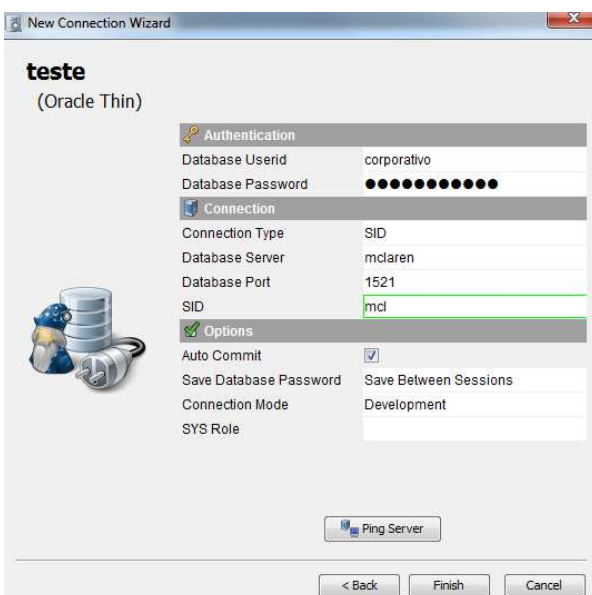 New Connection Wizard
teste
(Oracle Thin)
Authentication
Database Userid corporativo
Database Password ●●●●●●●●●●●
Connection
Connection Type SID
Database Server mclaren
Database Port 1521
SID mcl
Options
Auto Commit
Save Database Password Save Between Sessions
Connection Mode Development
SYS Role
Ping Server
< Back Finish Cancel